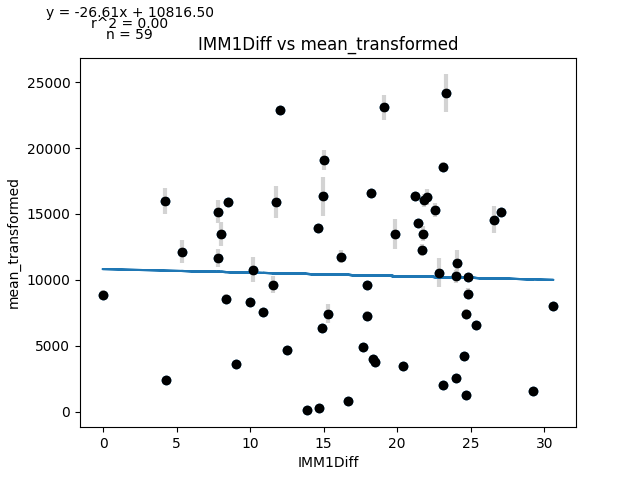 y = -26.61x + 10816.50
r^2 = 0.00
n = 59
IMM1Diff vs mean_transformed
mean_transformed
25000
20000
15000
10000
5000
0
0 5 10 15 20 25 30
IMM1Diff